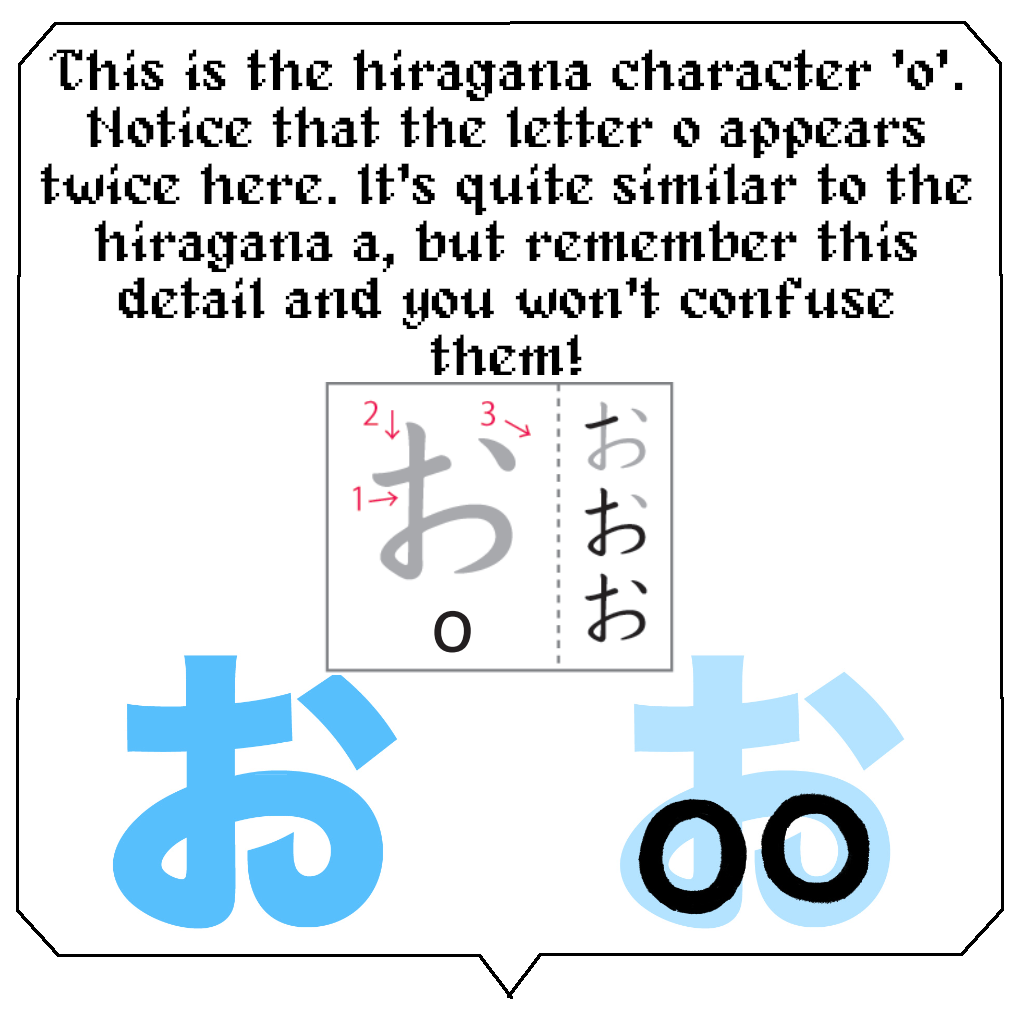 This is the hiragana character 'o'.
Notice that the letter o appears
twice here. It's quite similar to the
hiragana a, but remember this
detail and you won't confuse
them!
2 3
1
お
o
お
お
お
お お
oo